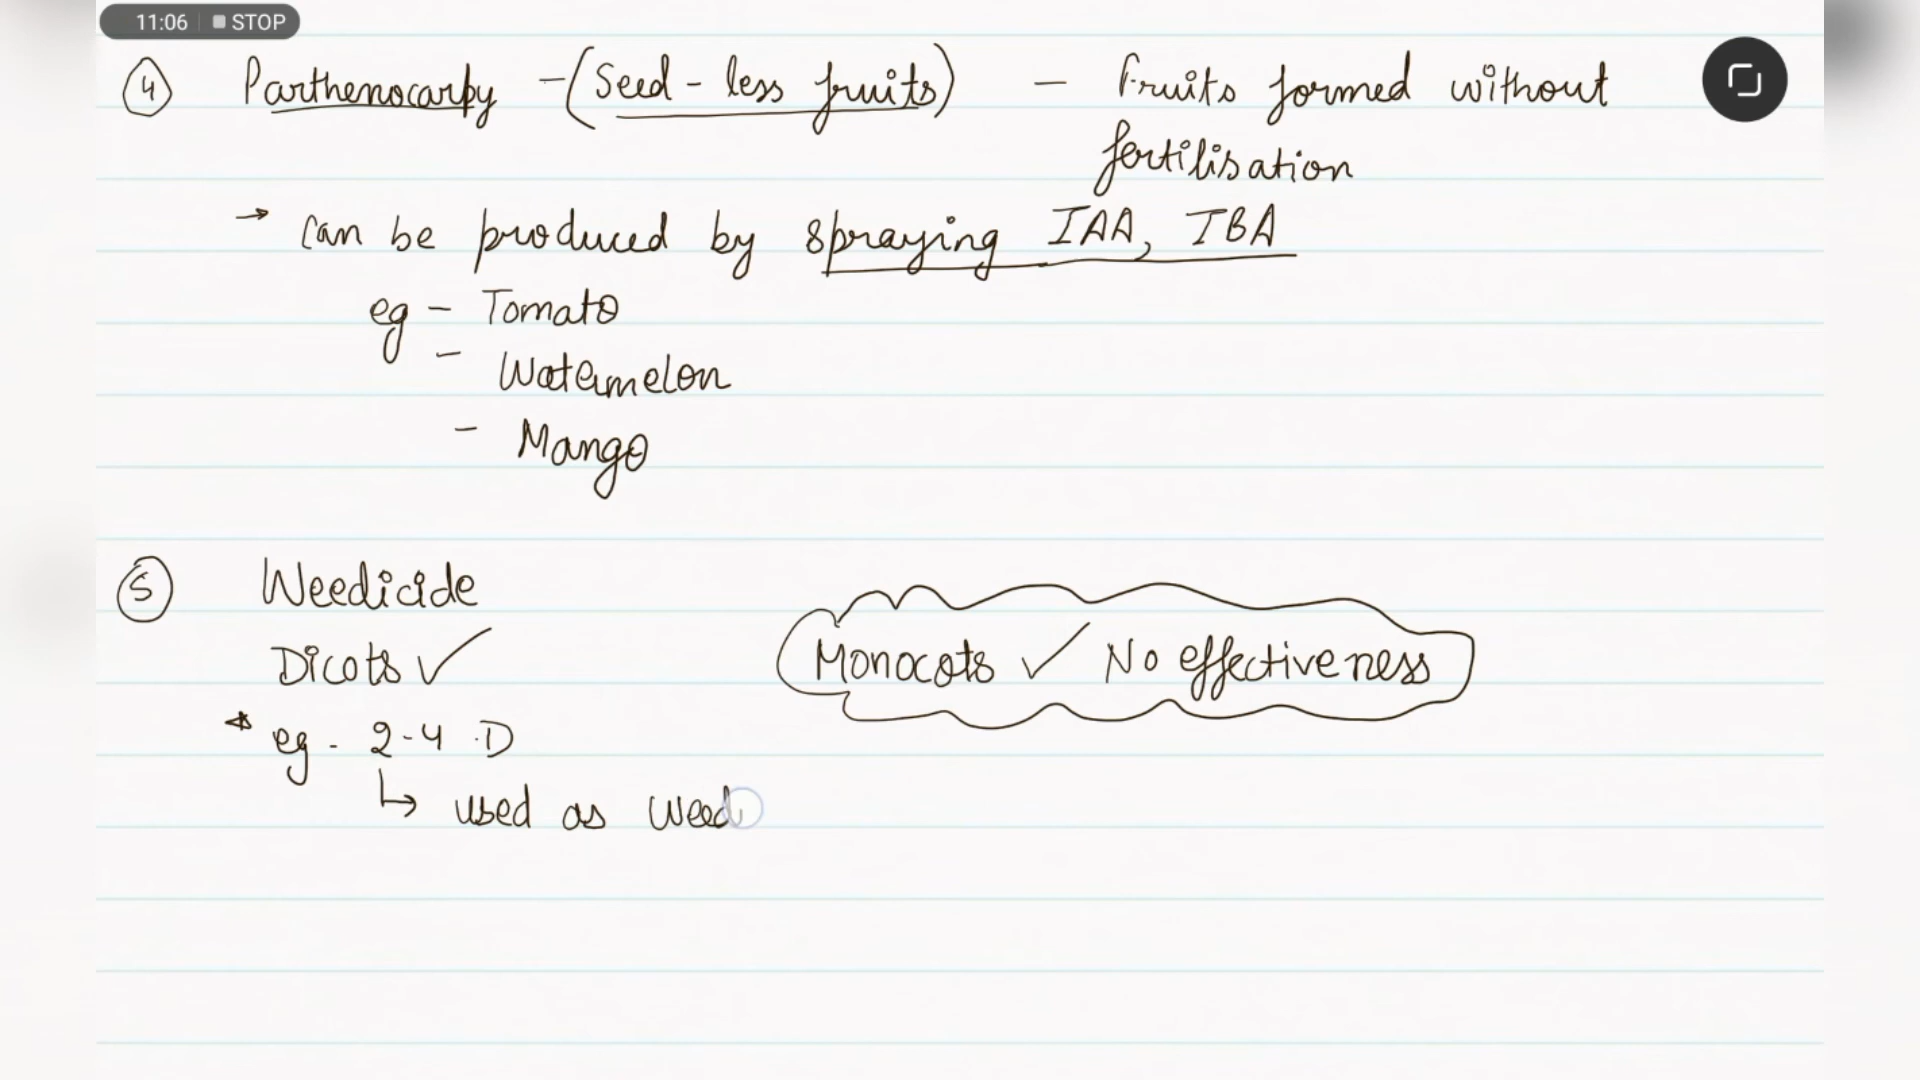 11:06 STOP
4 Parthenocarpy - (Seed-less fruits) - Fruits formed without
fertilisation
→ can be produced by spraying IAA, IBA
eg - Tomato
- Watermelon
- Mango
5 Weedicide
Dicots ✓ Monocots ✓ No effectiveness
* eg - 2-4 D
↳ used as weed